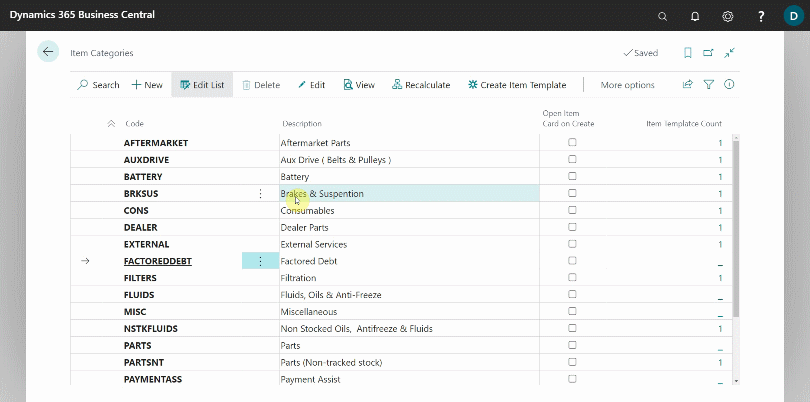 Dynamics 365 Business Central
?
D
Item Categories
Saved
Search
New
Edit List
Delete
Edit
View
Recalculate
Create Item Template
More options
Code
Description
Open Item
Card on Create
Item Templatce Count
AFTERMARKET Aftermarket Parts 1
AUXDRIVE Aux Drive ( Belts & Pulleys ) 1
BATTERY Battery 1
BRKSUS Brakes & Suspention 1
CONS Consumables 1
DEALER Dealer Parts 1
EXTERNAL External Services 1
FACTOREDDEBT Factored Debt _
FILTERS Filtration 1
FLUIDS Fluids, Oils & Anti-Freeze _
MISC Miscellaneous _
NSTKFLUIDS Non Stocked Oils, Antifreeze & Fluids 1
PARTS Parts _
PARTSNT Parts (Non-tracked stock) 1
PAYMENTASS Payment Assist _